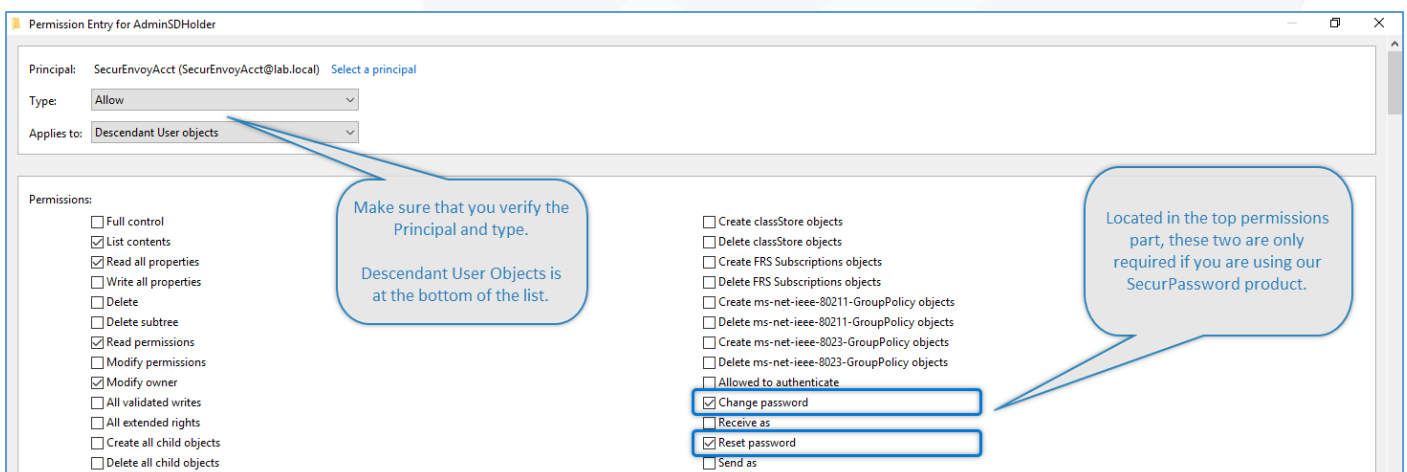 Permission Entry for AdminSDHolder
Principal: SecurEnvoyAcct (SecurEnvoyAcct@lab.local) Select a principal
Type: Allow
Applies to: Descendant User objects
Make sure that you verify the
Principal and type.
Descendant User Objects is
at the bottom of the list.
Located in the top permissions
part, these two are only
required if you are using our
SecurPassword product.
Permissions:
Full control
List contents
Read all properties
Write all properties
Delete
Delete subtree
Read permissions
Modify permissions
Modify owner
All validated writes
All extended rights
Create all child objects
Delete all child objects
Create classStore objects
Delete classStore objects
Create FRS Subscriptions objects
Delete FRS Subscriptions objects
Create ms-net-ieee-80211-GroupPolicy objects
Delete ms-net-ieee-80211-GroupPolicy objects
Create ms-net-ieee-8023-GroupPolicy objects
Delete ms-net-ieee-8023-GroupPolicy objects
Allowed to authenticate
Change password
Receive as
Reset password
Send as